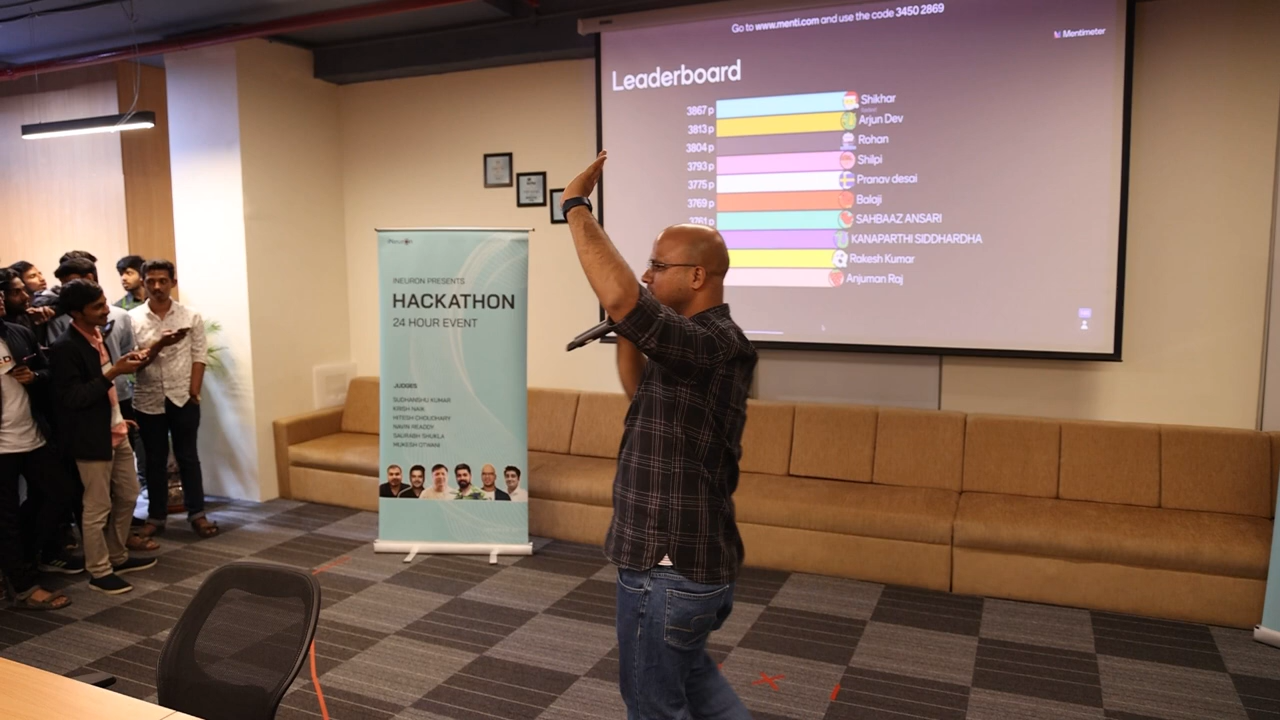 Go to www.menti.com and use the code 3450 2869
Mentimeter
Leaderboard
3867 p Shikhar
3813 p Arjun Dev
3804 p Rohan
3793 p Shilpi
3775 p Pranav desai
3769 p Balaji
3761 p SAHBAAZ ANSARI
KANAPARTHI SIDDHARDHA
Rakesh Kumar
Anjuman Raj
iNeuron
INEURON PRESENTS
HACKATHON
24 HOUR EVENT
JUDGES
SUDHANSHU KUMAR
KRISH NAIK
HITESH CHOUDHARY
NAVIN REDDY
SAURABH SHUKLA
MUKESH OTWANI